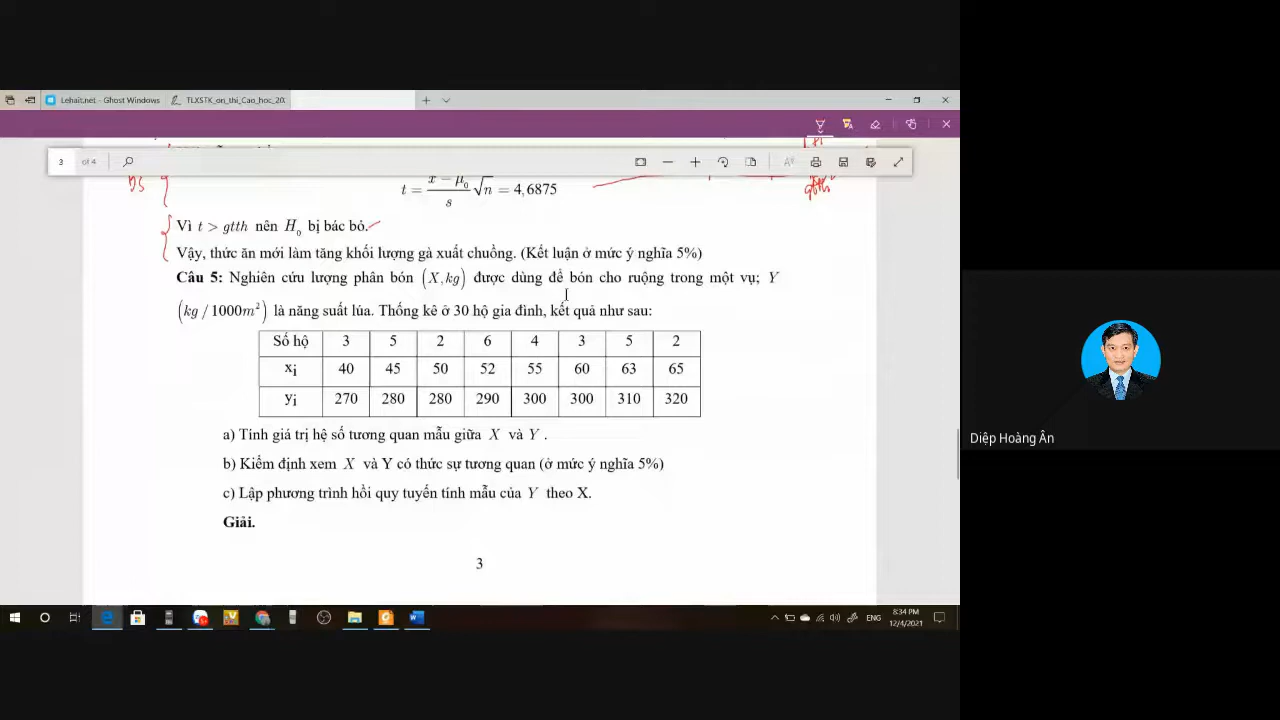 Lehait.net - Ghost Windows
TLXSTK_on_thi_Cao_hoc_20
3 of 4
t = (x − μ₀)/s √n = 4,6875
gtth
Vì t > gtth nên H₀ bị bác bỏ.
Vậy, thức ăn mới làm tăng khối lượng gà xuất chuồng. (Kết luận ở mức ý nghĩa 5%)
Câu 5: Nghiên cứu lượng phân bón (X, kg) được dùng để bón cho ruộng trong một vụ; Y
(kg / 1000m²) là năng suất lúa. Thống kê ở 30 hộ gia đình, kết quả như sau:
Số hộ 3 5 2 6 4 3 5 2
xᵢ 40 45 50 52 55 60 63 65
yᵢ 270 280 280 290 300 300 310 320
a) Tính giá trị hệ số tương quan mẫu giữa X và Y .
b) Kiểm định xem X và Y có thức sự tương quan (ở mức ý nghĩa 5%)
c) Lập phương trình hồi quy tuyến tính mẫu của Y theo X.
Giải.
3
Diệp Hoàng Ân
ENG
8:34 PM
12/4/2021